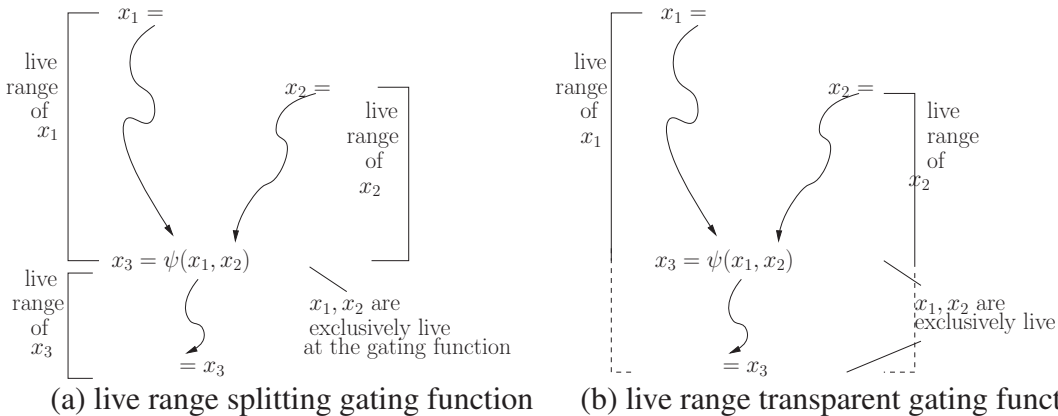 x₁ =
live
range
of
x₁
x₂ =
live
range
of
x₂
x₃ = ψ(x₁, x₂)
live
range
of
x₃
x₁, x₂ are
exclusively live
at the gating function
= x₃
(a) live range splitting gating function
x₁ =
live
range
of
x₁
x₂ =
live
range
of
x₂
x₃ = ψ(x₁, x₂)
x₁, x₂ are
exclusively live
= x₃
(b) live range transparent gating func